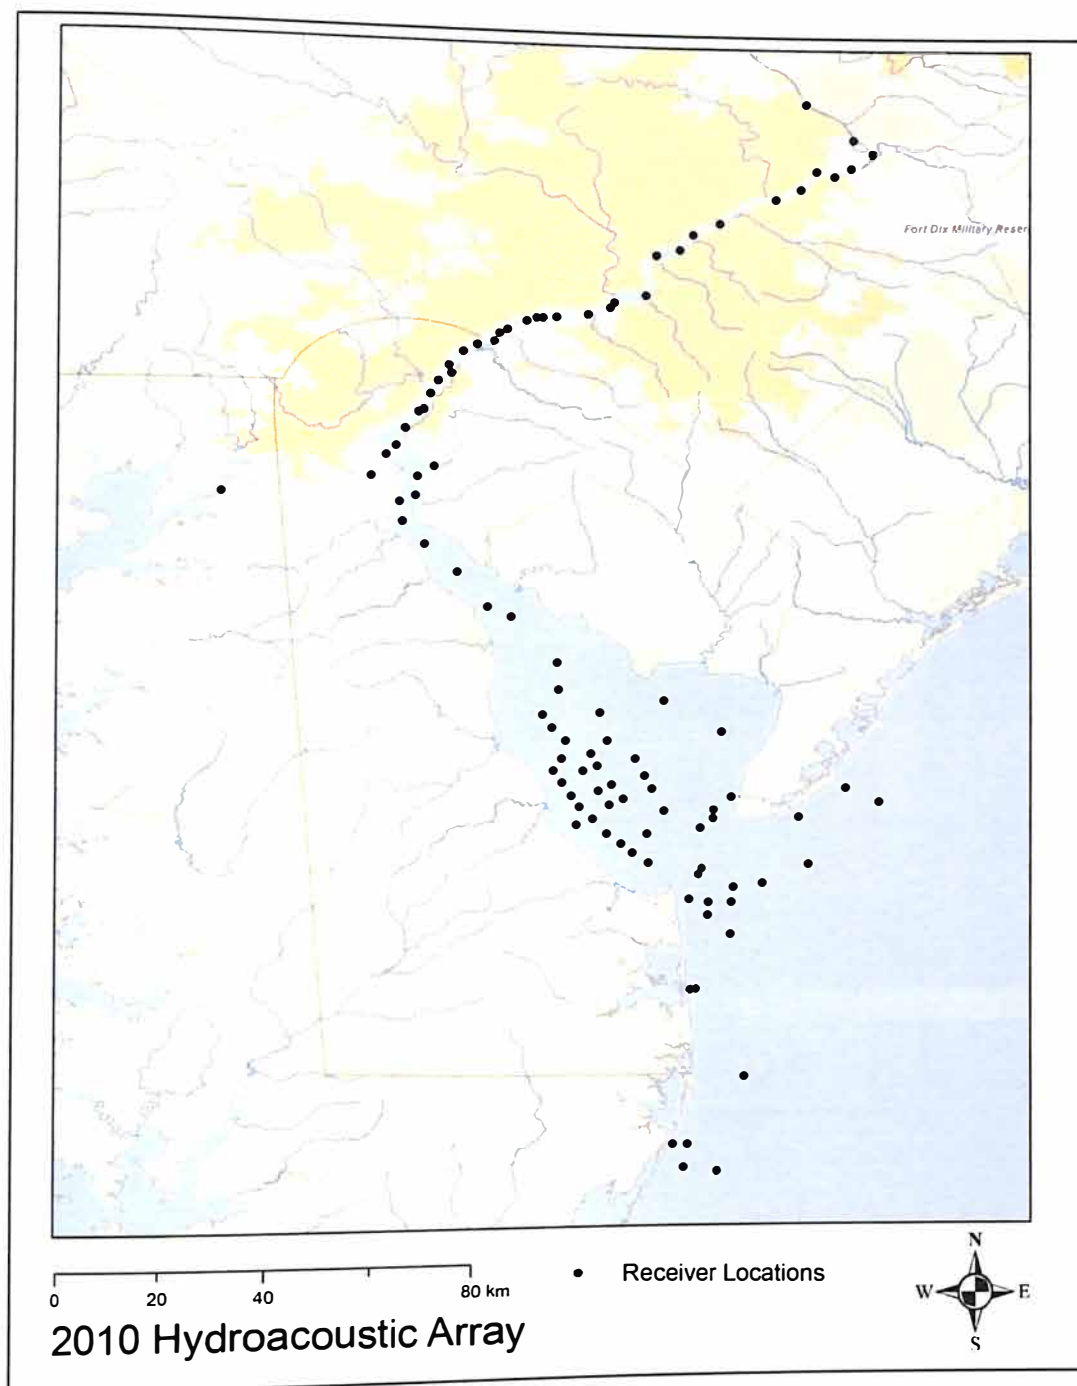 Fort Dix Military Reser
N
Receiver Locations
W E
S
0 20 40 80 km
2010 Hydroacoustic Array